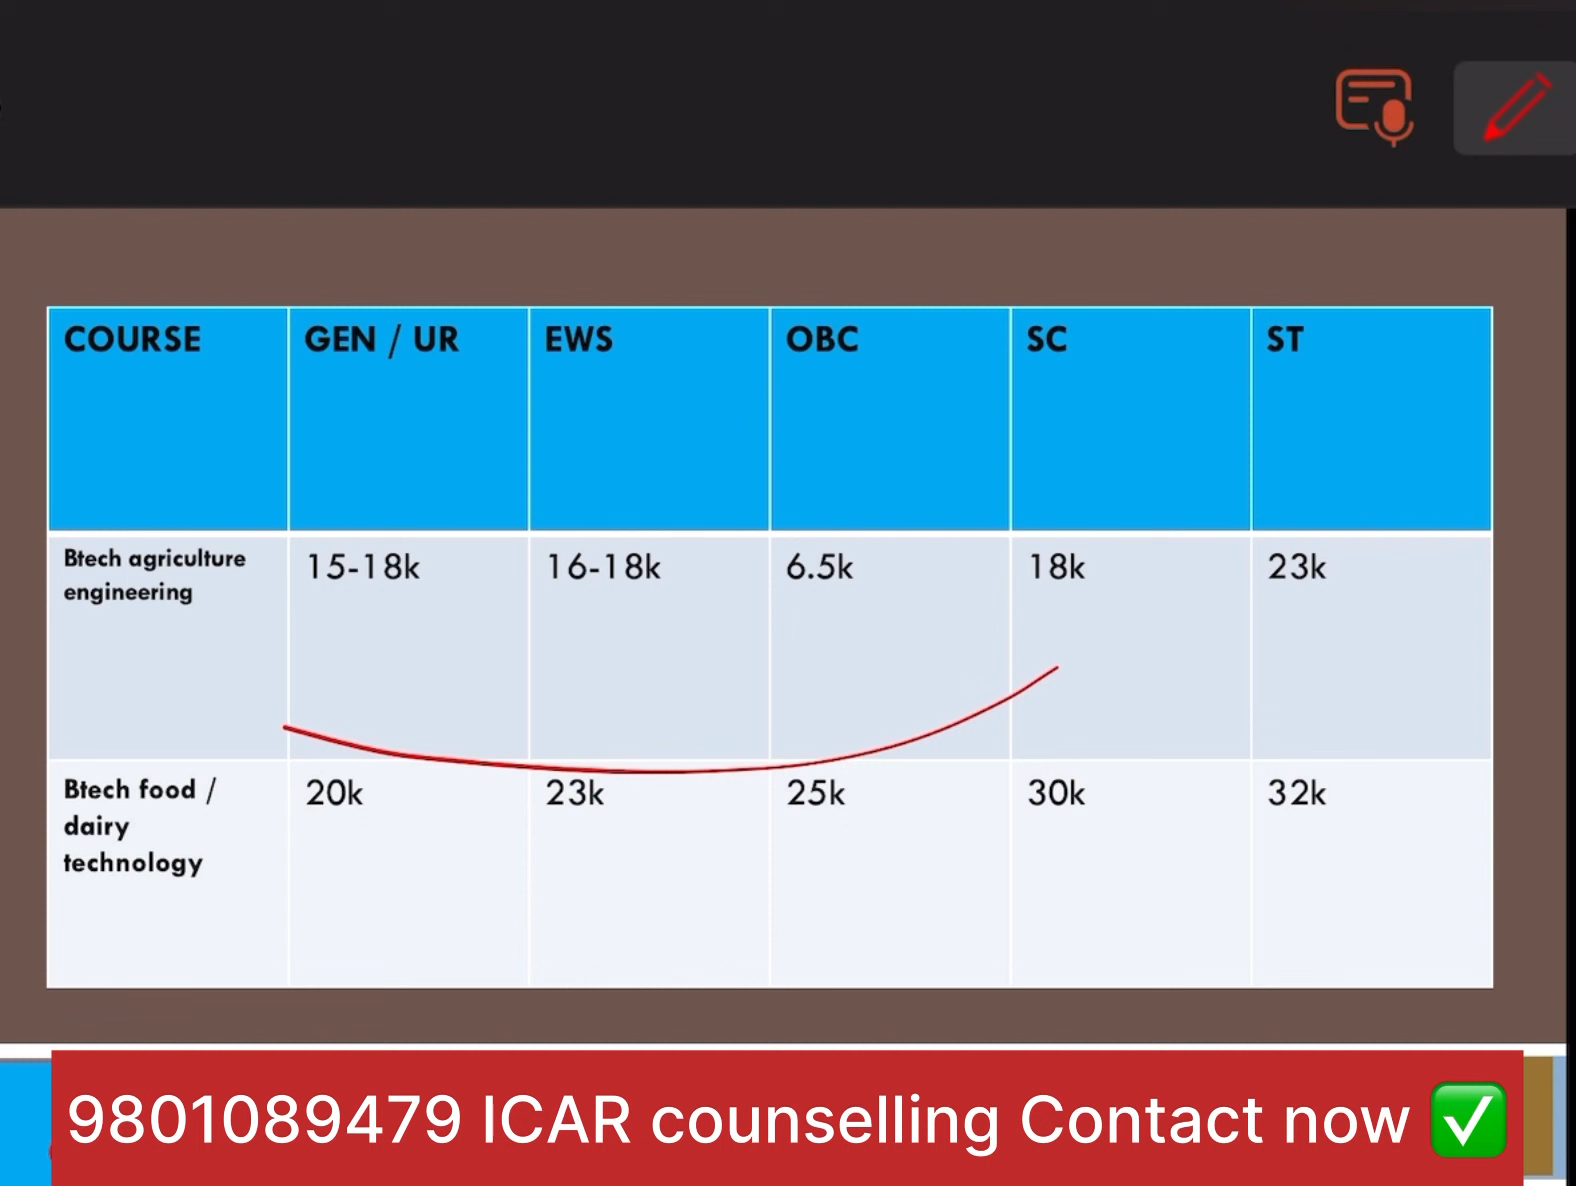 COURSE GEN / UR EWS OBC SC ST
Btech agriculture 15-18k 16-18k 6.5k 18k 23k
engineering
Btech food / 20k 23k 25k 30k 32k
dairy
technology
9801089479 ICAR counselling Contact now ✅